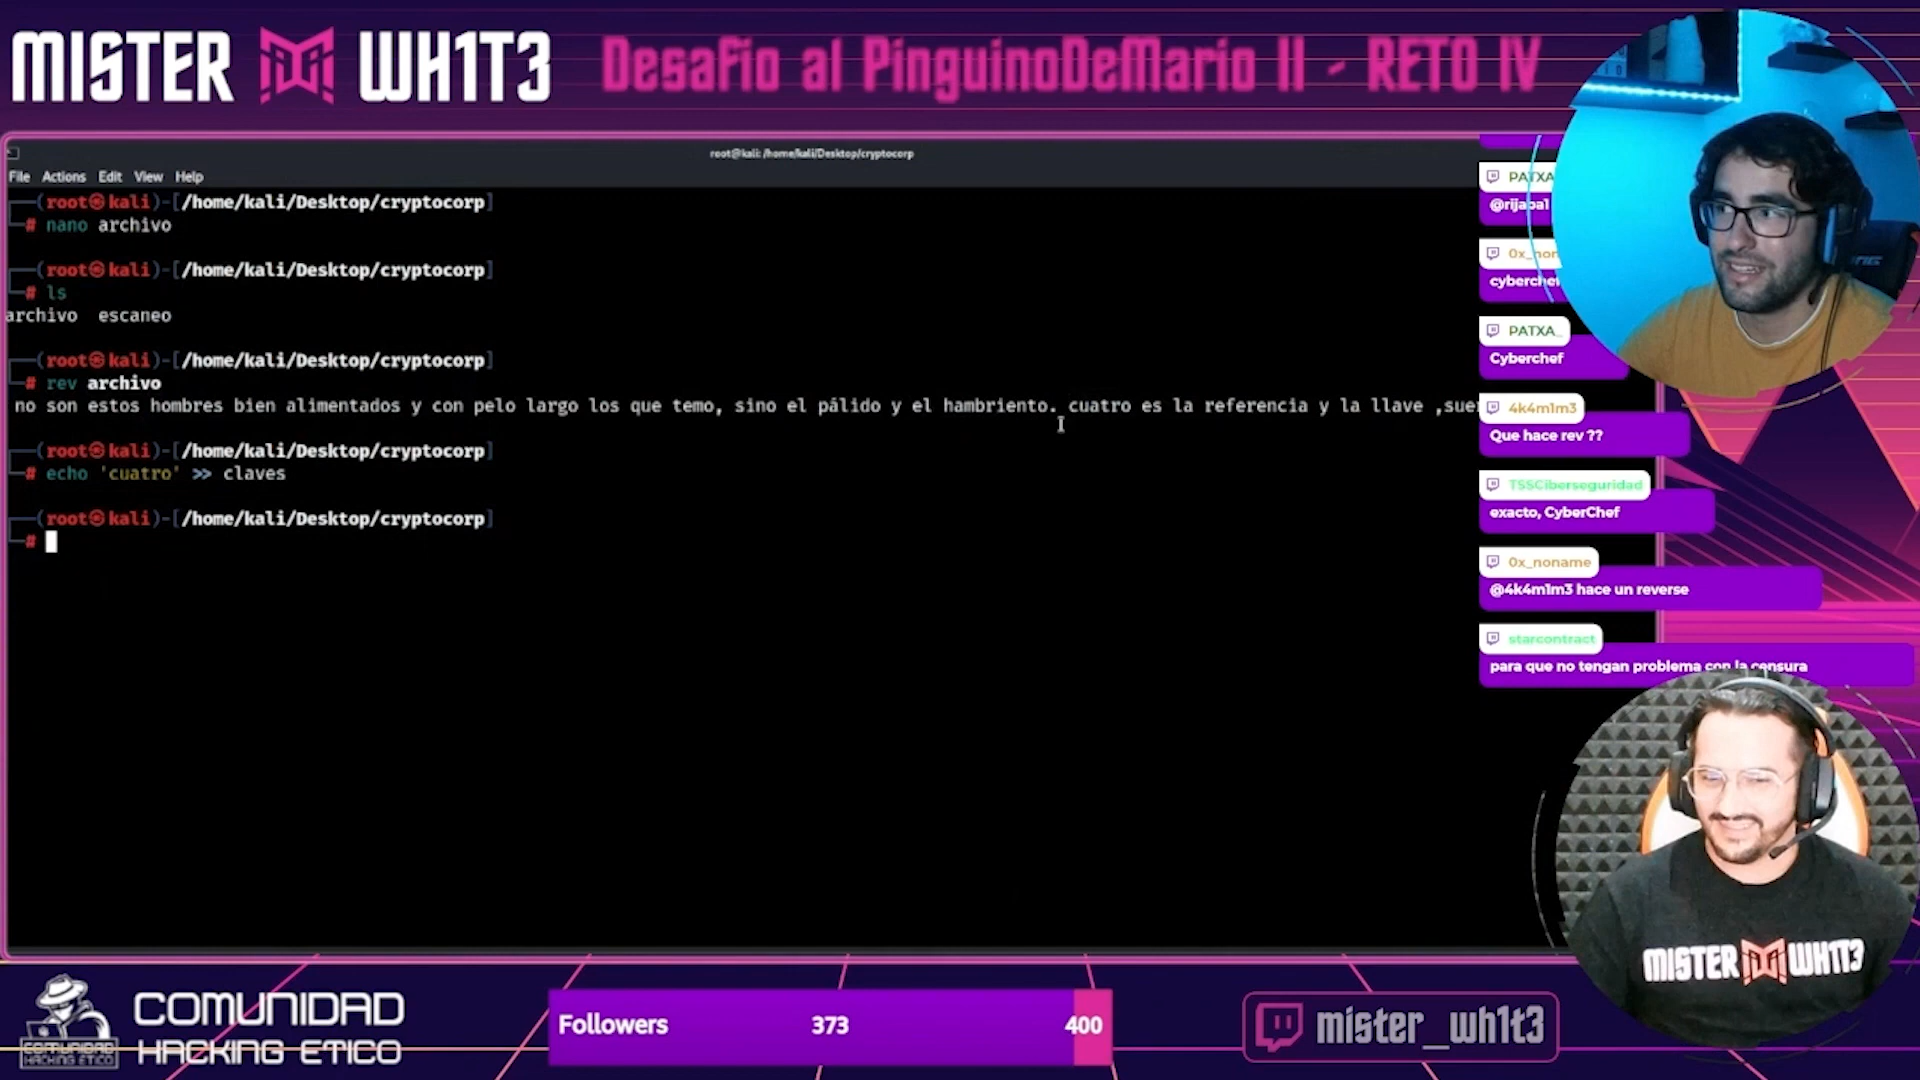 MISTER WH1T3
Desafío al PinguinoDeMario II - RETO IV
root@kali: /home/kali/Desktop/cryptocorp
File Actions Edit View Help
(root㉿kali)-[/home/kali/Desktop/cryptocorp]
# nano archivo
(root㉿kali)-[/home/kali/Desktop/cryptocorp]
# ls
archivo escaneo
(root㉿kali)-[/home/kali/Desktop/cryptocorp]
# rev archivo
no son estos hombres bien alimentados y con pelo largo los que temo, sino el pálido y el hambriento. cuatro es la referencia y la llave ,sue
(root㉿kali)-[/home/kali/Desktop/cryptocorp]
# echo 'cuatro' >> claves
(root㉿kali)-[/home/kali/Desktop/cryptocorp]
#
PATXA
@rijaba1
0x_non
cyberche
PATXA_
Cyberchef
4k4m1m3
Que hace rev ??
TSSCiberseguridad
exacto, CyberChef
0x_noname
@4k4m1m3 hace un reverse
starcontract
para que no tengan problema con la censura
MISTER WH1T3
COMUNIDAD
HACKING ETICO
Followers 373 400
mister_wh1t3